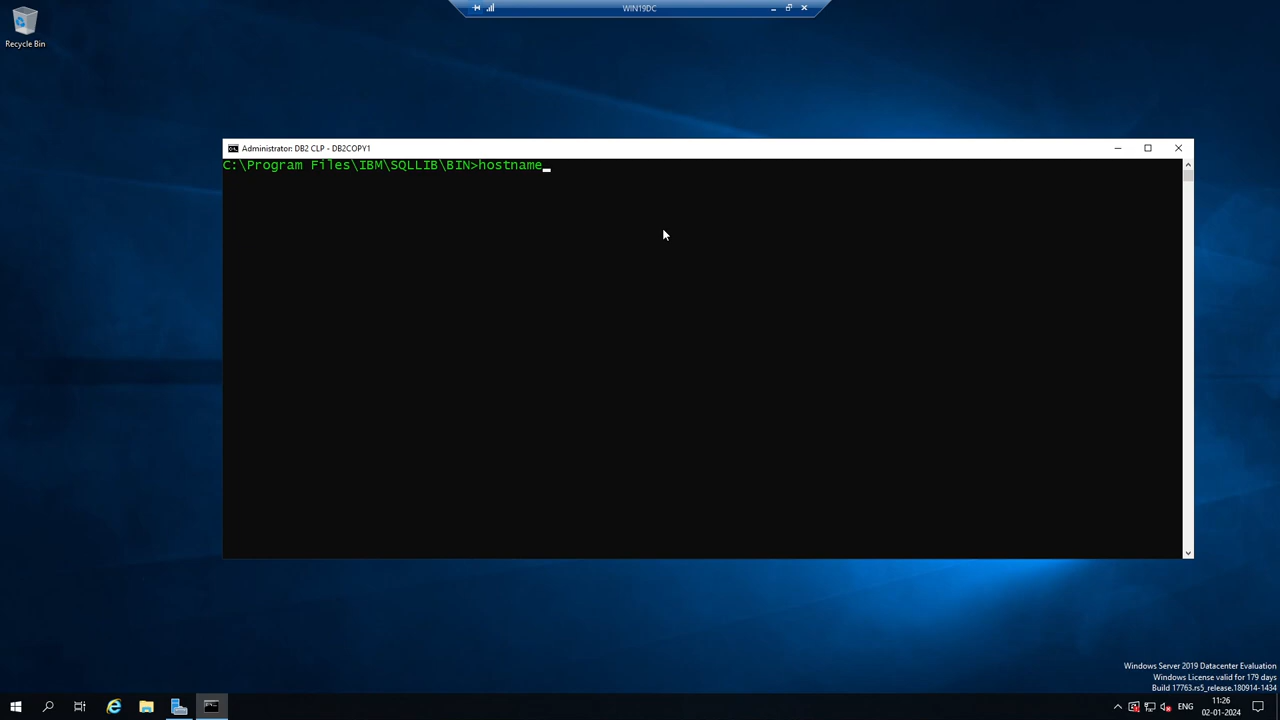 WIN19DC
Recycle Bin
Administrator: DB2 CLP - DB2COPY1
C:\Program Files\IBM\SQLLIB\BIN>hostname
Windows Server 2019 Datacenter Evaluation
Windows License valid for 179 days
Build 17763.rs5_release.180914-1434
ENG
11:26
02-01-2024